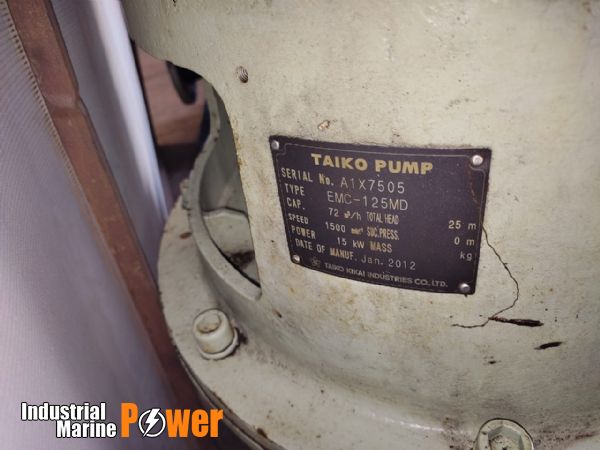 TAIKO PUMP
SERIAL No. A1X7505
TYPE EMC-125MD
CAP. 72 m³/h TOTAL HEAD 25 m
SPEED 1500 min⁻¹ SUC.PRESS. 0 m
POWER 15 kW MASS kg
DATE OF MANUF. Jan. 2012
TAIKO KIKAI INDUSTRIES CO., LTD.
Industrial
Marine Power